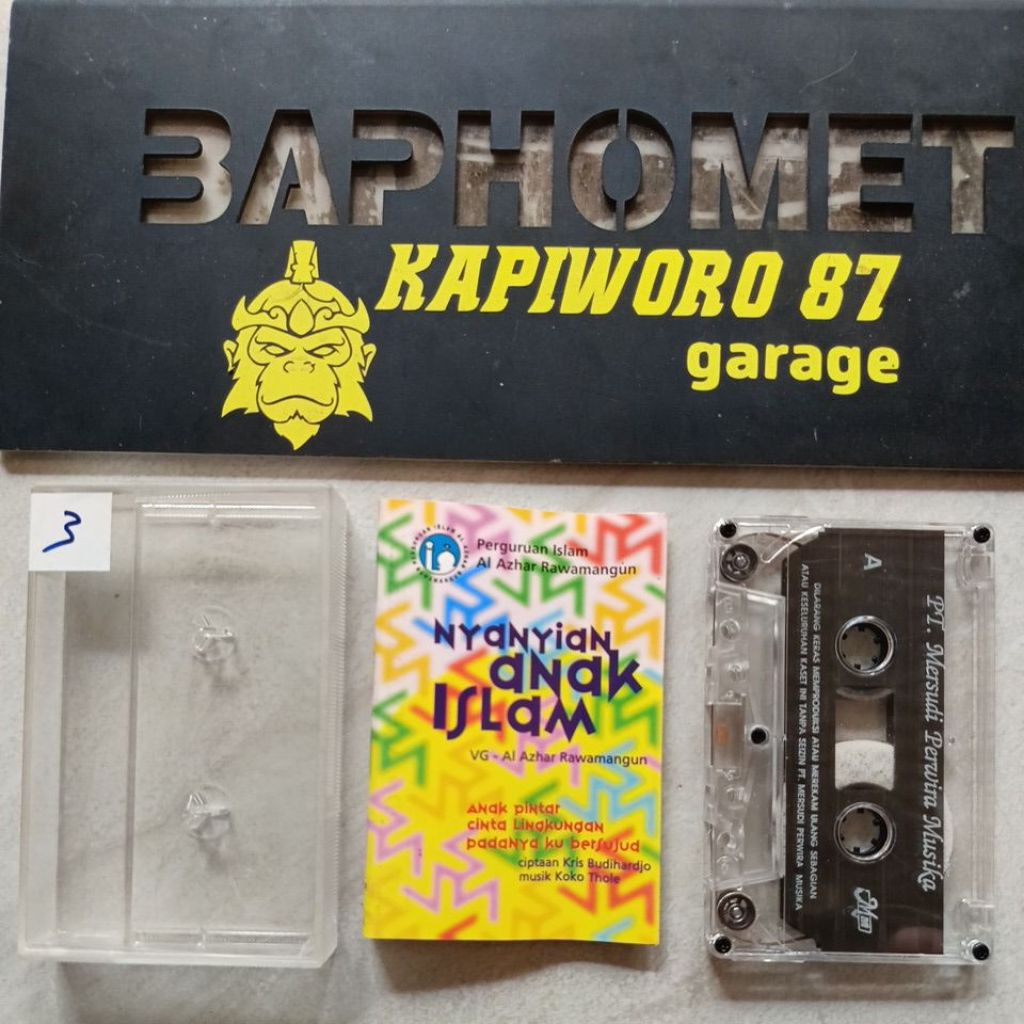 BAPHOMET
KAPIWORO 87
garage
3
Perguruan Islam
Al Azhar Rawamangun
Nyanyian
anak
Islam
VG - Al Azhar Rawamangun
anak pintar
cinta lingkungan
padanya ku bersujud
ciptaan Kris Budihardjo
musik Koko Thole
A
PT. Mersudi Perwira Musika
DILARANG KERAS MEMPRODUKSI ATAU MEREKAM ULANG SEBAGIAN
ATAU KESELURUHAN KASET INI TANPA SEIZIN PT. MERSUDI PERWIRA MUSIKA